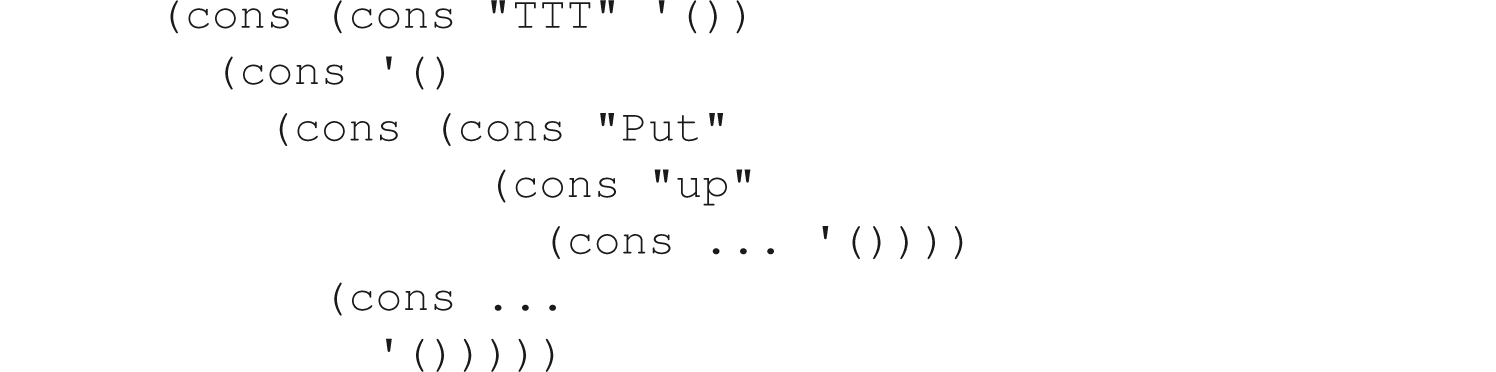 (cons (cons "TTT" '())
(cons '()
(cons (cons "Put"
(cons "up"
(cons ... '())))
(cons ...
'()))))